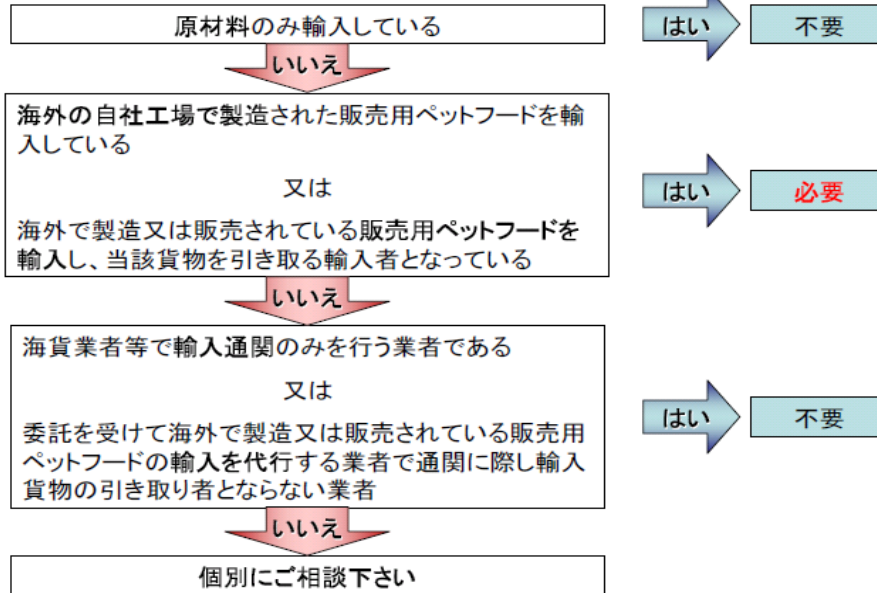 原材料のみ輸入している
はい
不要
いいえ
海外の自社工場で製造された販売用ペットフードを輸
入している
又は
海外で製造又は販売されている販売用ペットフードを
輸入し、当該貨物を引き取る輸入者となっている
はい
必要
いいえ
海貨業者等で輸入通関のみを行う業者である
又は
委託を受けて海外で製造又は販売されている販売用
ペットフードの輸入を代行する業者で通関に際し輸入
貨物の引き取り者とならない業者
はい
不要
いいえ
個別にご相談下さい